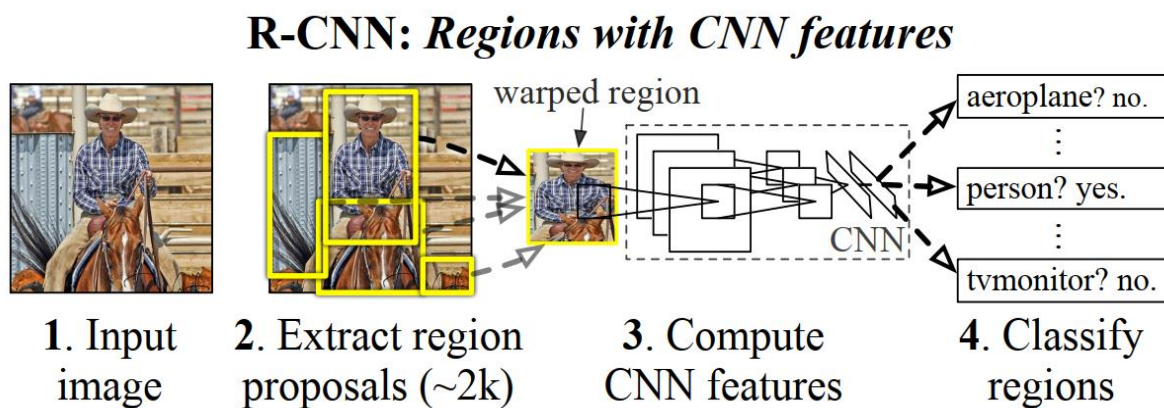 R-CNN: Regions with CNN features
warped region
aeroplane? no.
⋮
person? yes.
⋮
tvmonitor? no.
CNN
1. Input
image
2. Extract region
proposals (~2k)
3. Compute
CNN features
4. Classify
regions